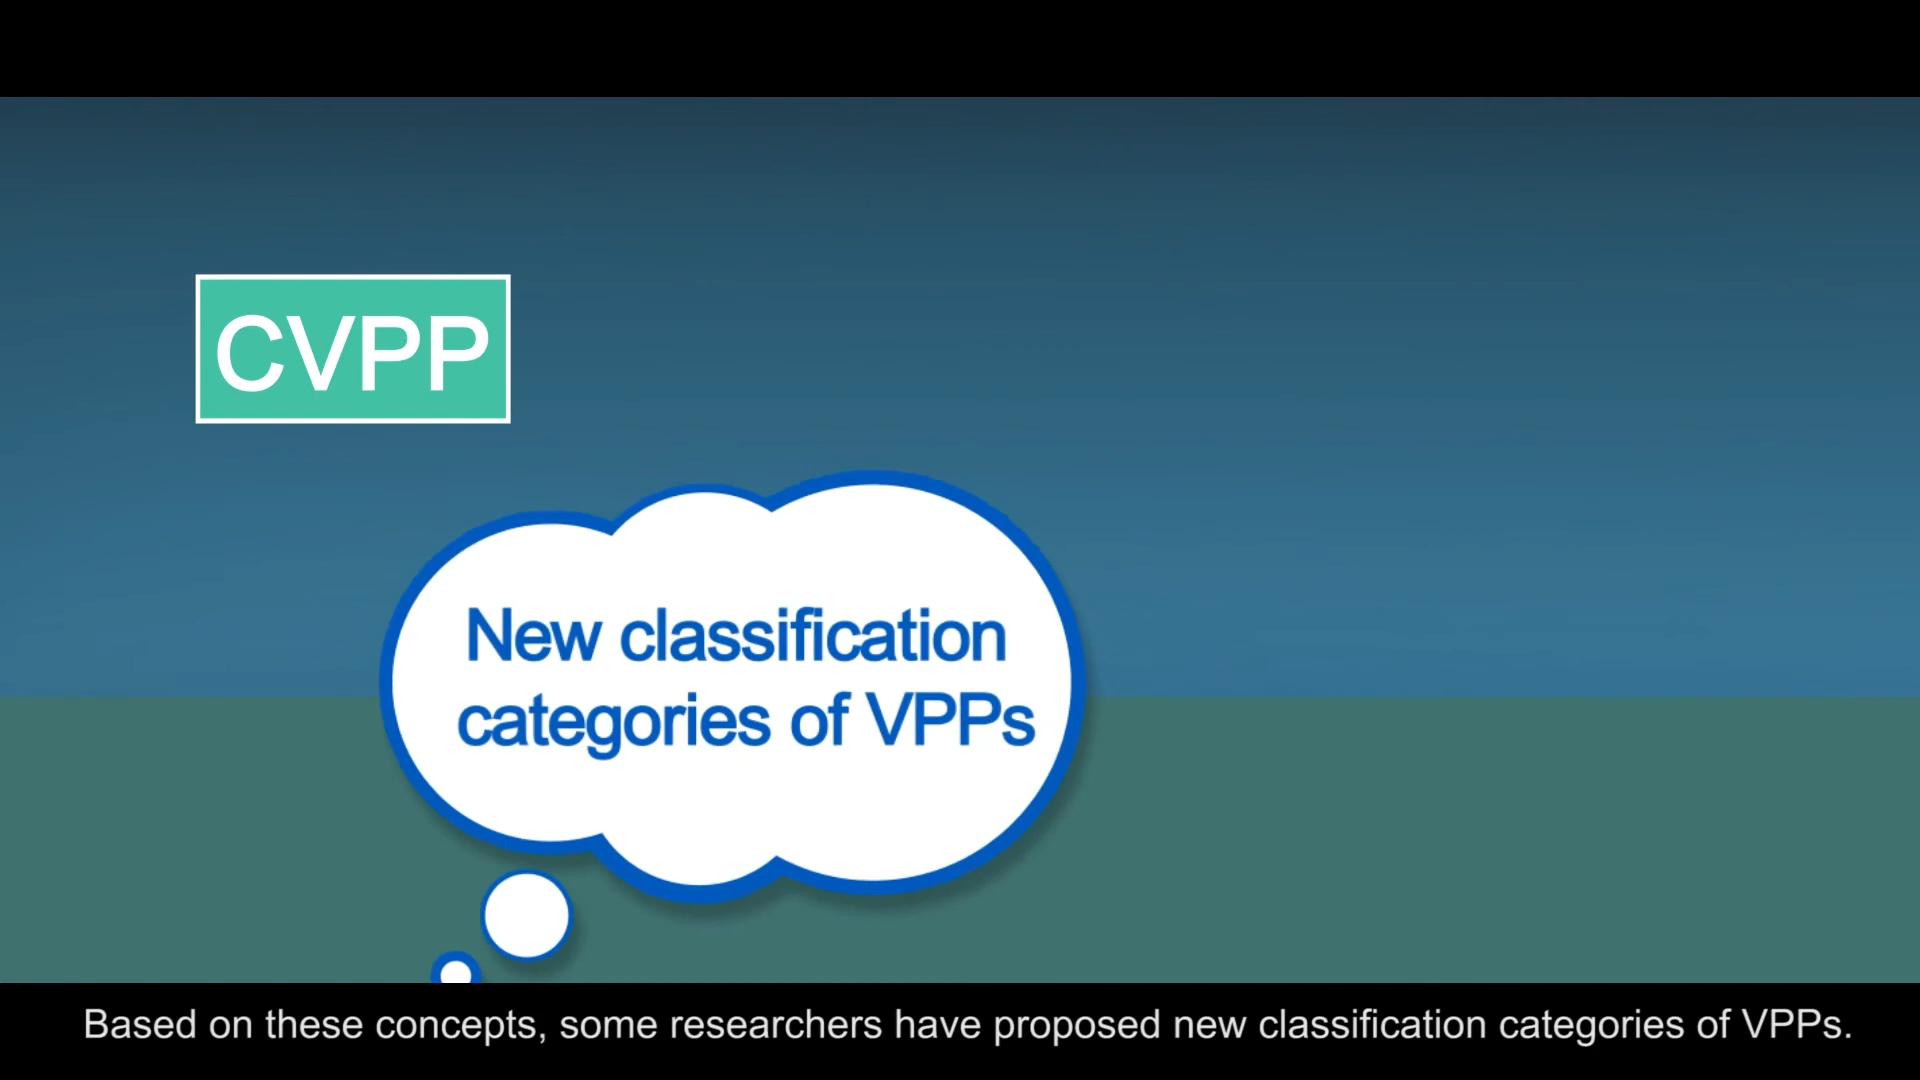 CVPP
New classification
categories of VPPs
Based on these concepts, some researchers have proposed new classification categories of VPPs.